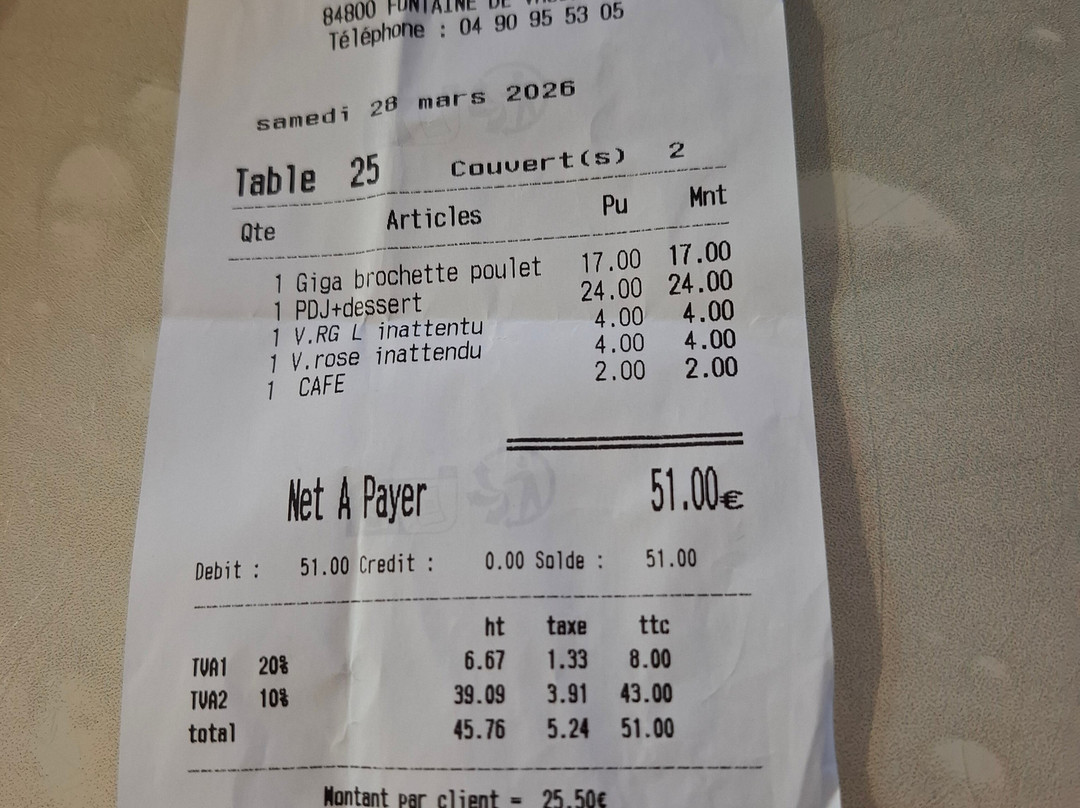 84800 FONTAINE DE
Téléphone : 04 90 95 53 05
samedi 28 mars 2026
Table 25 Couvert(s) 2
Qte Articles Pu Mnt
1 Giga brochette poulet 17.00 17.00
1 PDJ+dessert 24.00 24.00
1 V.RG L inattentu 4.00 4.00
1 V.rose inattendu 4.00 4.00
1 CAFE 2.00 2.00
Net A Payer 51.00€
Debit : 51.00 Credit : 0.00 Solde : 51.00
ht taxe ttc
TVA1 20% 6.67 1.33 8.00
TVA2 10% 39.09 3.91 43.00
total 45.76 5.24 51.00
Montant par client = 25.50€